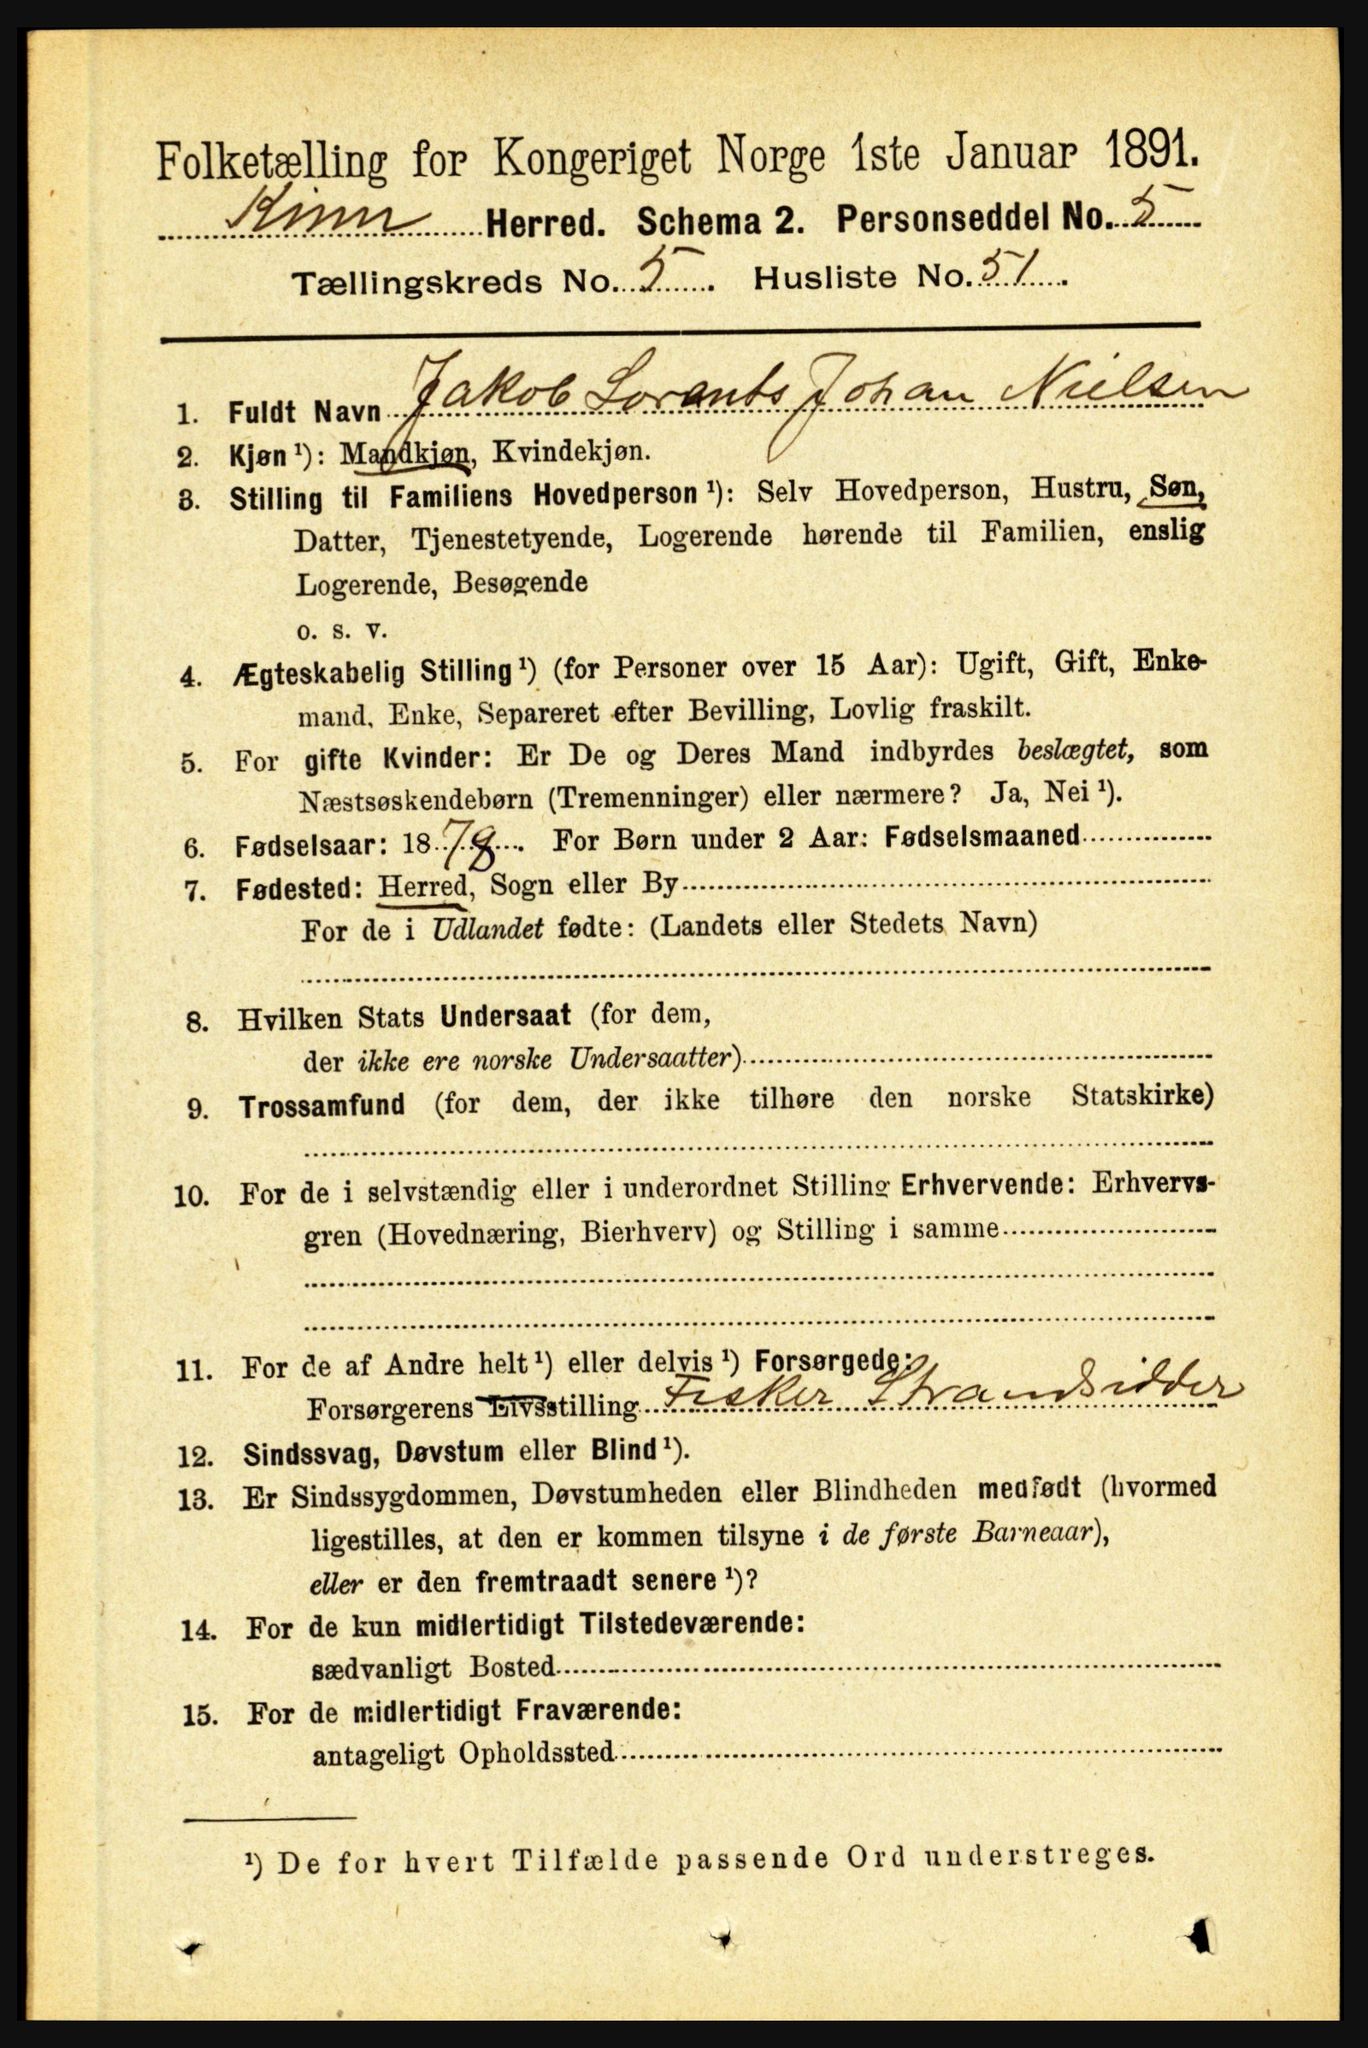 Folketælling for Kongeriget Norge 1ste Januar 1891.
Kinn Herred. Schema 2. Personseddel No. 5
Tællingskreds No. 5. Husliste No. 51.
1. Fuldt Navn Jakob Lorents Johan Nielsen
2. Kjøn ¹): Mandkjøn, Kvindekjøn.
3. Stilling til Familiens Hovedperson ¹): Selv Hovedperson, Hustru, Søn,
Datter, Tjenestetyende, Logerende hørende til Familien, enslig
Logerende, Besøgende
o. s. v.
4. Ægteskabelig Stilling ¹) (for Personer over 15 Aar): Ugift, Gift, Enke-
mand, Enke, Separeret efter Bevilling, Lovlig fraskilt.
5. For gifte Kvinder: Er De og Deres Mand indbyrdes beslægtet, som
Næstsøskendebørn (Tremenninger) eller nærmere? Ja, Nei ¹).
6. Fødselsaar: 1878. For Børn under 2 Aar: Fødselsmaaned
7. Fødested: Herred, Sogn eller By
For de i Udlandet fødte: (Landets eller Stedets Navn)
8. Hvilken Stats Undersaat (for dem,
der ikke ere norske Undersaatter)
9. Trossamfund (for dem, der ikke tilhøre den norske Statskirke)
10. For de i selvstændig eller i underordnet Stilling Erhvervende: Erhvervs-
gren (Hovednæring, Bierhverv) og Stilling i samme
11. For de af Andre helt ¹) eller delvis ¹) Forsørgede:
Forsørgerens Livsstilling Fisker Strandsidder
12. Sindssvag, Døvstum eller Blind ¹).
13. Er Sindssygdommen, Døvstumheden eller Blindheden medfødt (hvormed
ligestilles, at den er kommen tilsyne i de første Barneaar),
eller er den fremtraadt senere ¹)?
14. For de kun midlertidigt Tilstedeværende:
sædvanligt Bosted
15. For de midlertidigt Fraværende:
antageligt Opholdssted
¹) De for hvert Tilfælde passende Ord understreges.